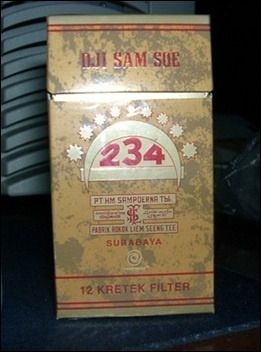 DJI SAM SOE
234
PT HM SAMPOERNA Tbk.
PABRIK ROKOK LIEM SEENG TEE
SURABAYA
12 KRETEK FILTER